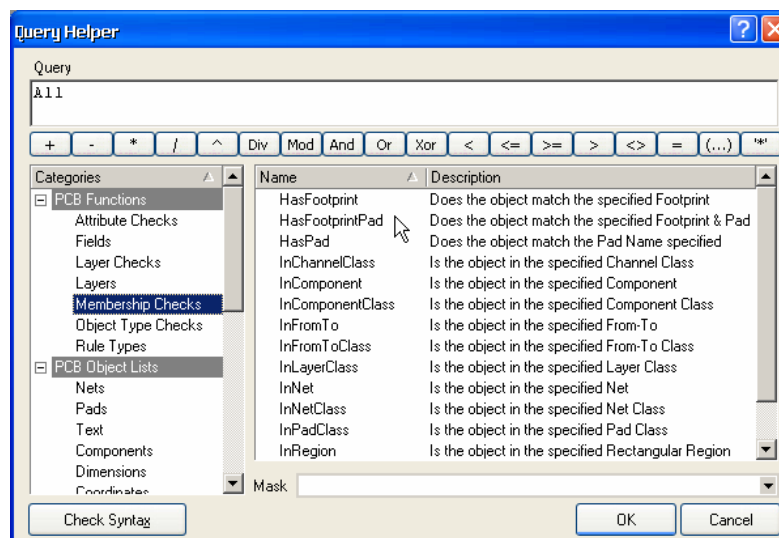 Query Helper
Query
All
+ - * / ^ Div Mod And Or Xor < <= >= > <> = (...) '*'
Categories
PCB Functions
Attribute Checks
Fields
Layer Checks
Layers
Membership Checks
Object Type Checks
Rule Types
PCB Object Lists
Nets
Pads
Text
Components
Dimensions
Coordinates
Name Description
HasFootprint Does the object match the specified Footprint
HasFootprintPad Does the object match the specified Footprint & Pad
HasPad Does the object match the Pad Name specified
InChannelClass Is the object in the specified Channel Class
InComponent Is the object in the specified Component
InComponentClass Is the object in the specified Component Class
InFromTo Is the object in the specified From-To
InFromToClass Is the object in the specified From-To Class
InLayerClass Is the object in the specified Layer Class
InNet Is the object in the specified Net
InNetClass Is the object in the specified Net Class
InPadClass Is the object in the specified Pad Class
InRegion Is the object in the specified Rectangular Region
Mask
Check Syntax OK Cancel